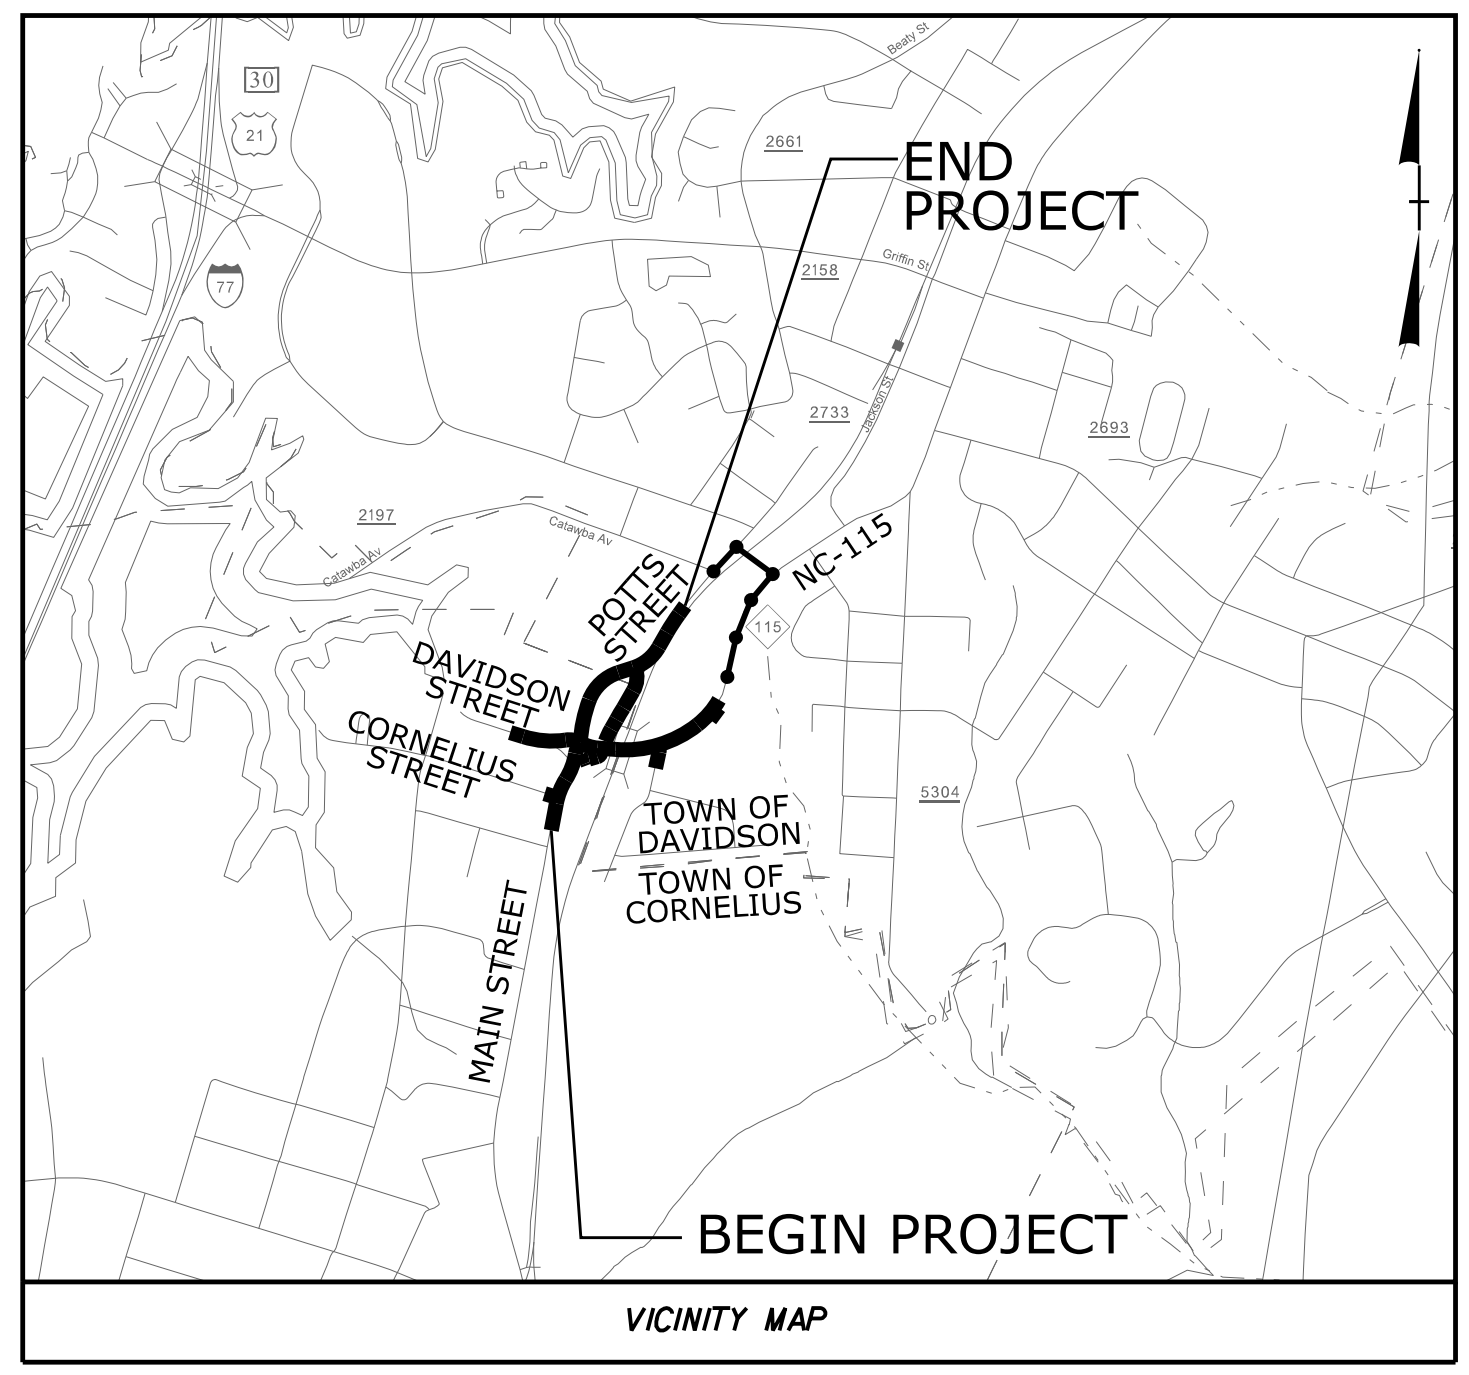 Beaty St
30
21
2661
END
PROJECT
Griffin St
2158
77
Jackson St
2733
2693
2197
Catawba Av
Catawba Av
NC-115
POTTS
STREET
115
DAVIDSON
STREET
CORNELIUS
STREET
5304
TOWN OF
DAVIDSON
TOWN OF
CORNELIUS
MAIN STREET
BEGIN PROJECT
VICINITY MAP